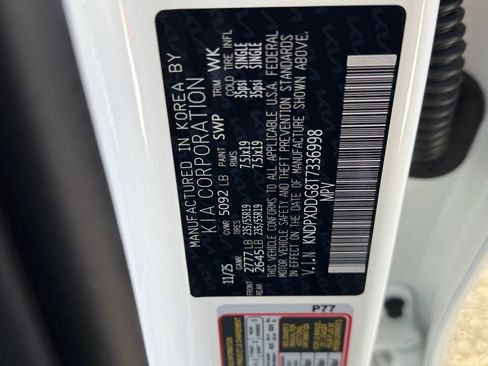 MANUFACTURED IN KOREA BY
KIA CORPORATION
11/25 GVWR 5092 LB PAINT SWP TRIM WK
GAWR TIRES RIMS COLD TIRE INFL
FRONT 2777 LB 235/55R19 7.5Jx19 35psi SINGLE
REAR 2645LB 235/55R19 7.5Jx19 35psi SINGLE
THIS VEHICLE CONFORMS TO ALL APPLICABLE U.S.A. FEDERAL
MOTOR VEHICLE SAFETY AND THEFT PREVENTION STANDARDS
IN EFFECT ON THE DATE OF MANUFACTURE SHOWN ABOVE.
V.I.N KNDPXDDG8T7336998
MPV
P77